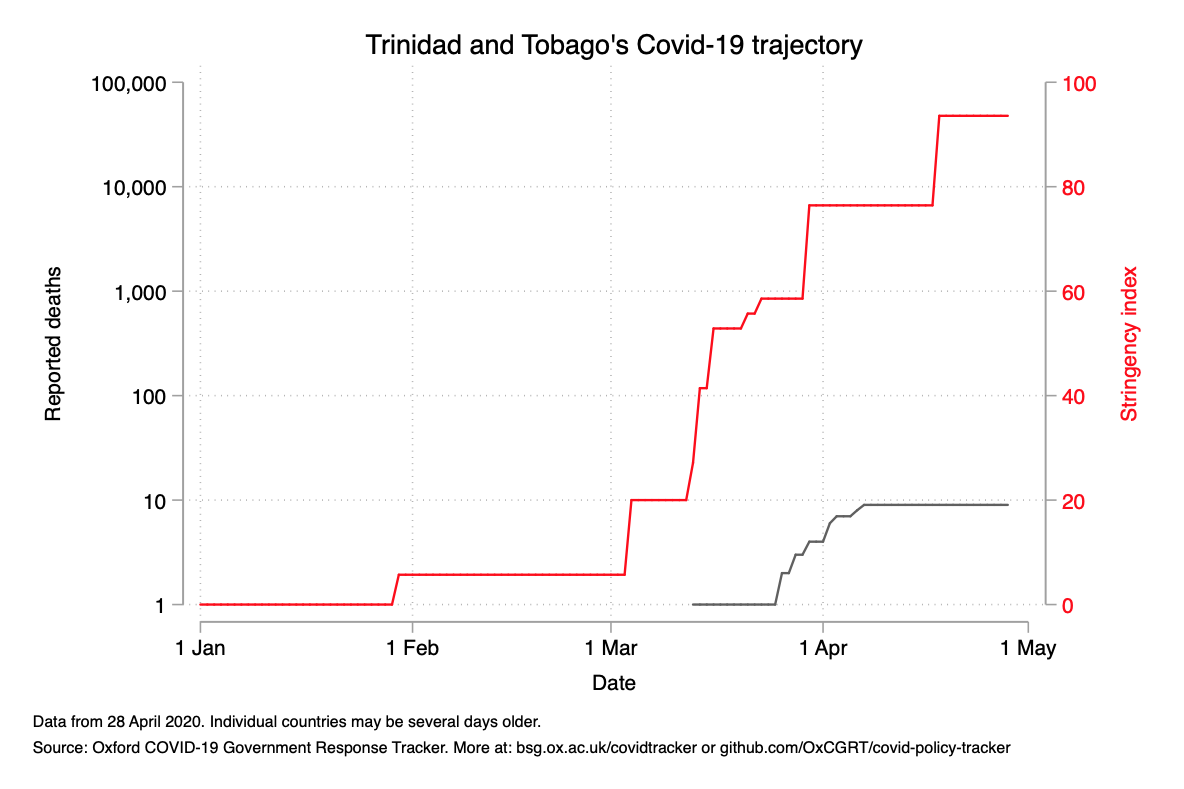 Trinidad and Tobago's Covid-19 trajectory
100,000
10,000
1,000
100
10
1
Reported deaths
100
80
60
40
20
0
Stringency index
1 Jan
1 Feb
1 Mar
1 Apr
1 May
Date
Data from 28 April 2020. Individual countries may be several days older.
Source: Oxford COVID-19 Government Response Tracker. More at: bsg.ox.ac.uk/covidtracker or github.com/OxCGRT/covid-policy-tracker